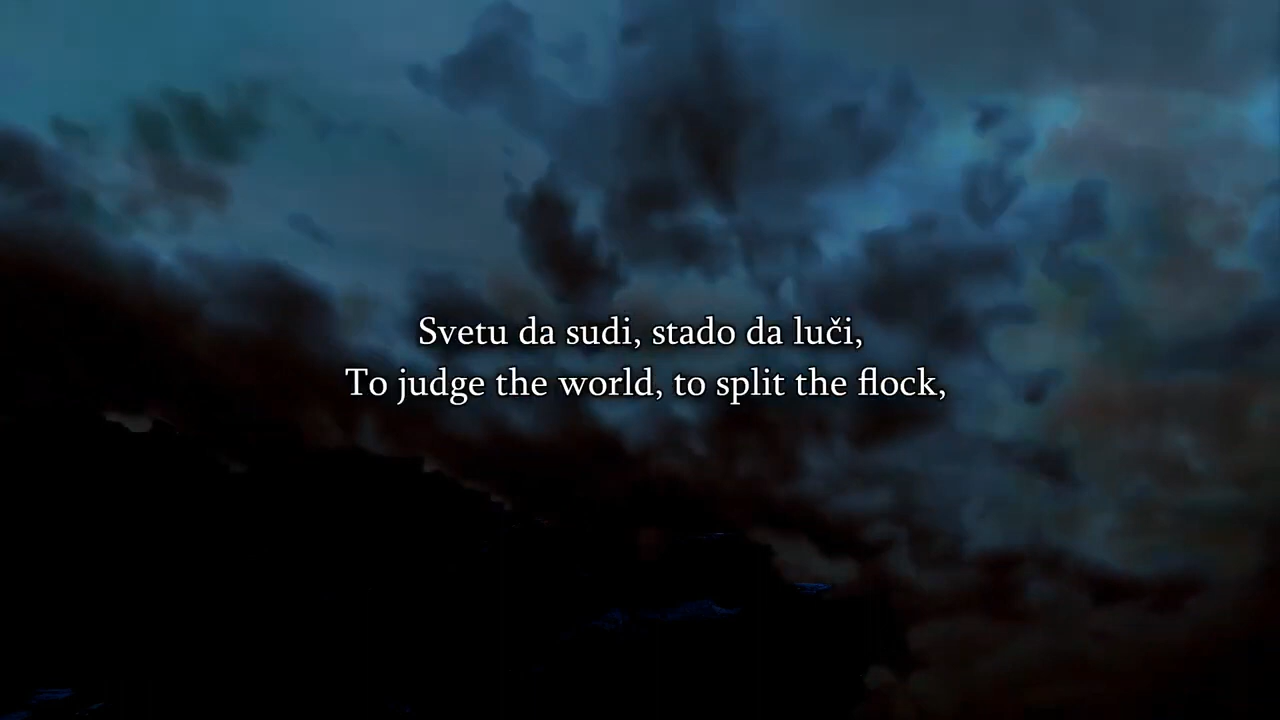 Svetu da sudi, stado da luči,
To judge the world, to split the flock,